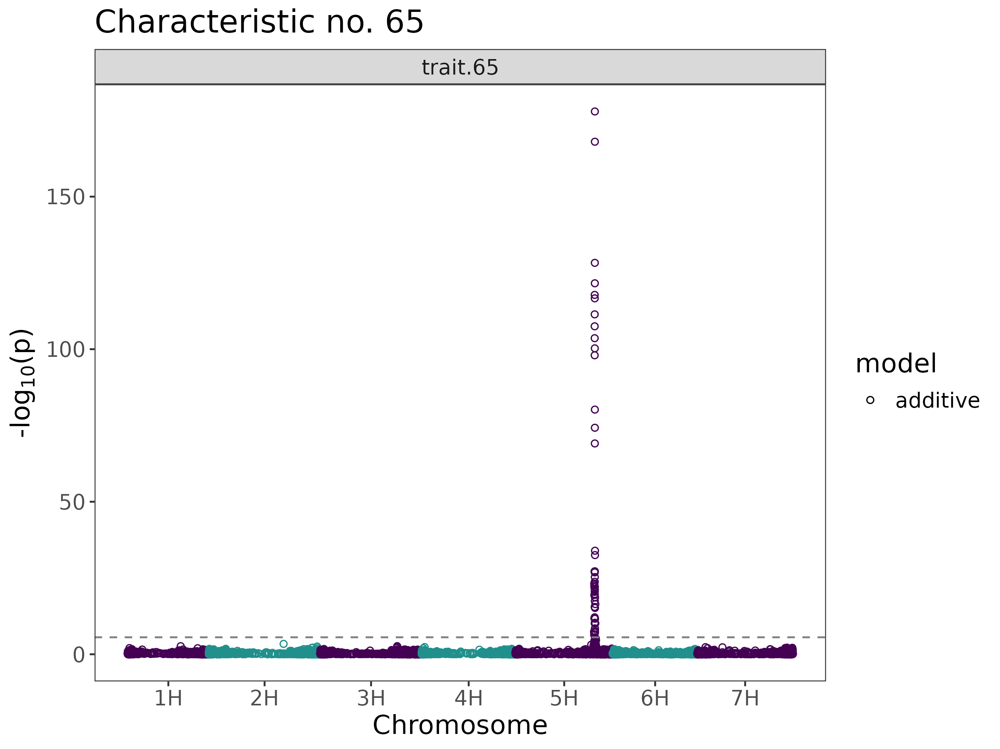 Characteristic no. 65
trait.65
150
100
50
0
-log10(p)
1H 2H 3H 4H 5H 6H 7H
Chromosome
model
additive